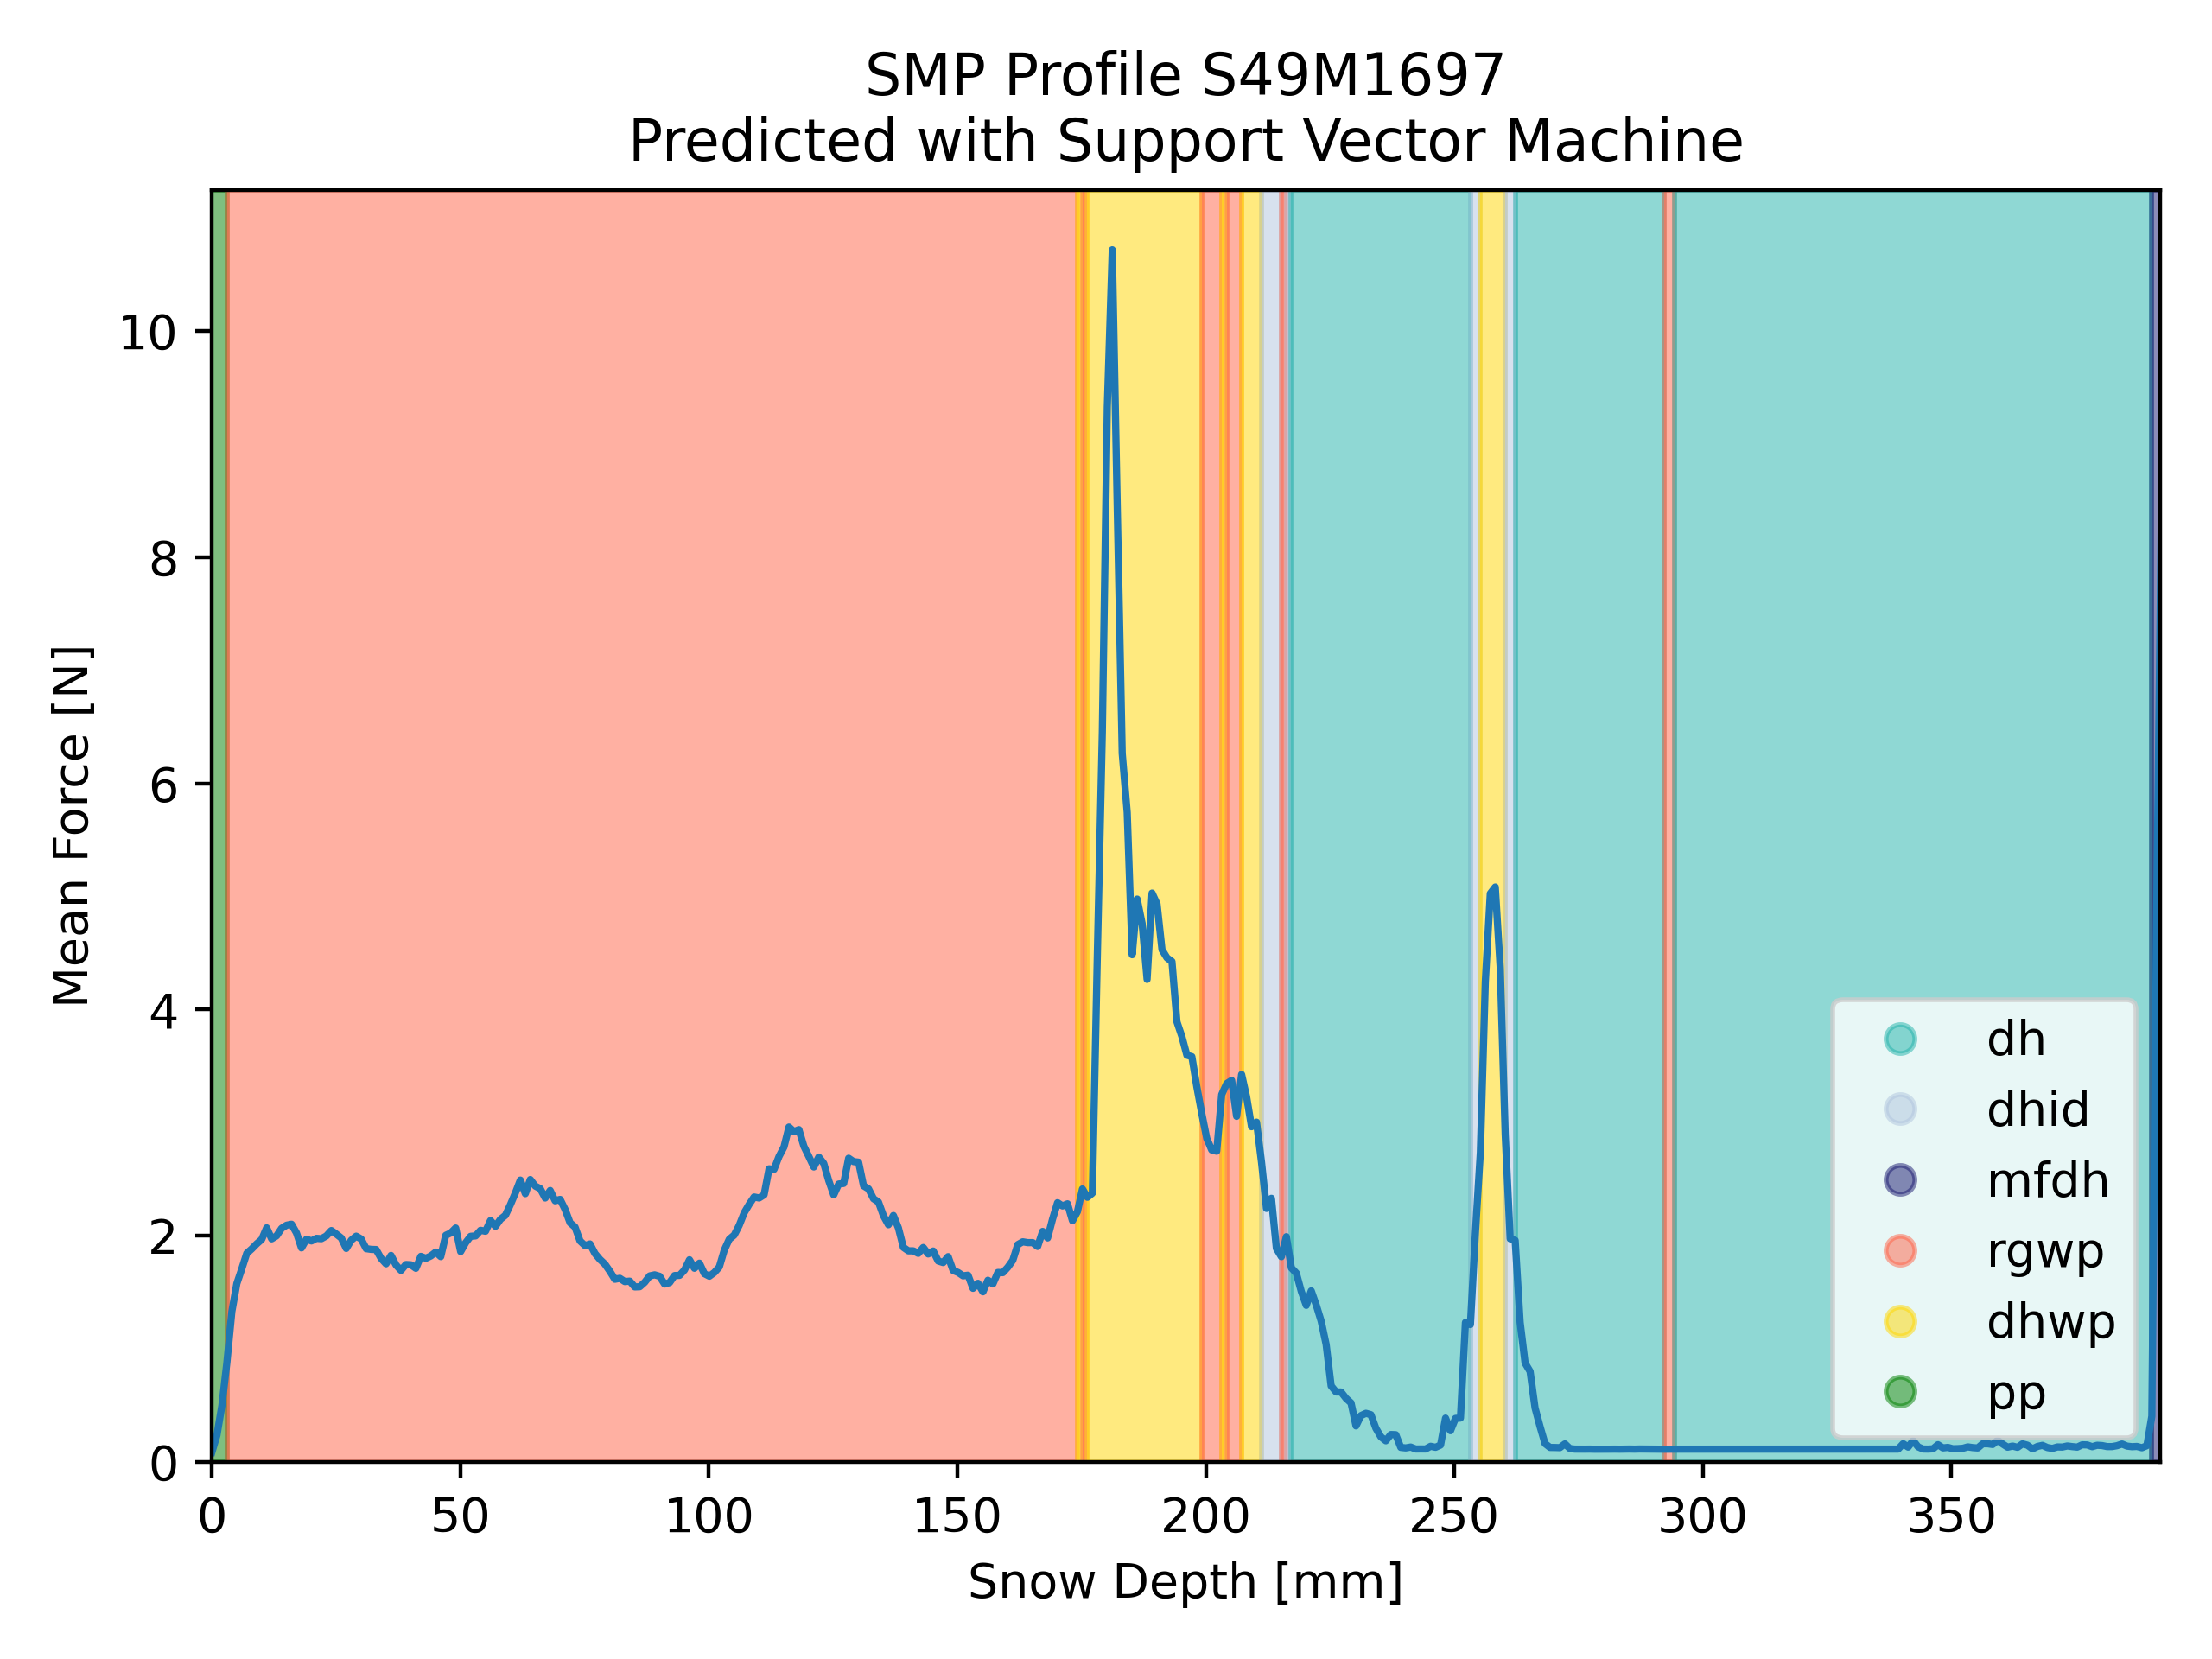 SMP Profile S49M1697
Predicted with Support Vector Machine
Mean Force [N]
10
8
6
4
2
0
dh
dhid
mfdh
rgwp
dhwp
pp
0 50 100 150 200 250 300 350
Snow Depth [mm]